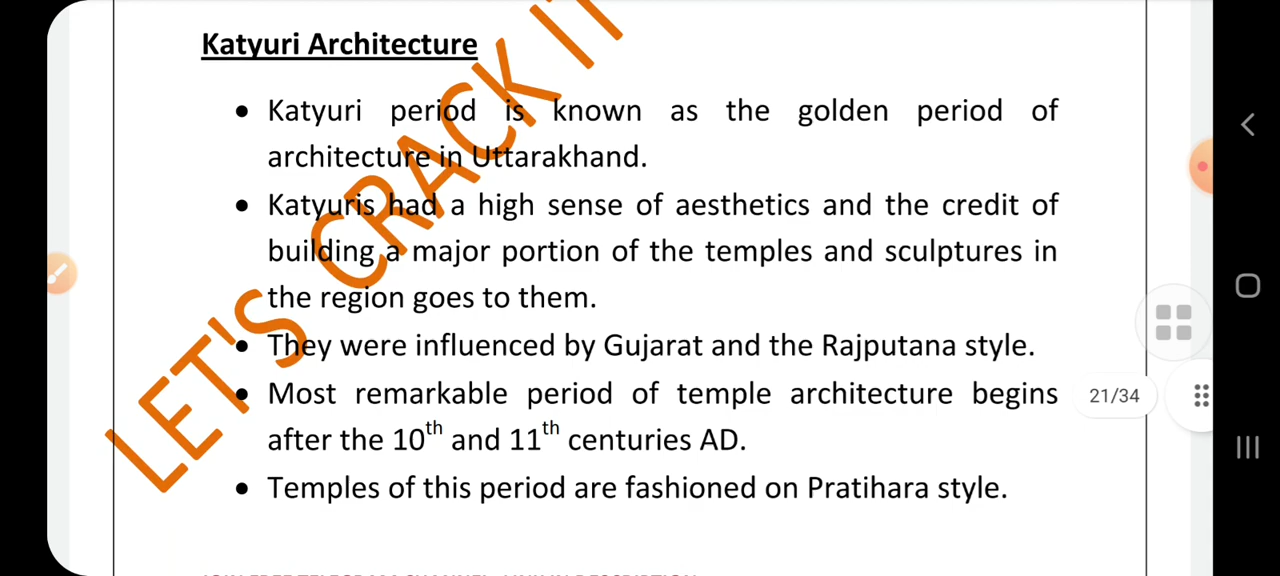 Katyuri Architecture
• Katyuri period is known as the golden period of
architecture in Uttarakhand.
• Katyuris had a high sense of aesthetics and the credit of
building a major portion of the temples and sculptures in
the region goes to them.
• They were influenced by Gujarat and the Rajputana style.
• Most remarkable period of temple architecture begins
after the 10th and 11th centuries AD.
• Temples of this period are fashioned on Pratihara style.
LET'S CRACK IT
21/34